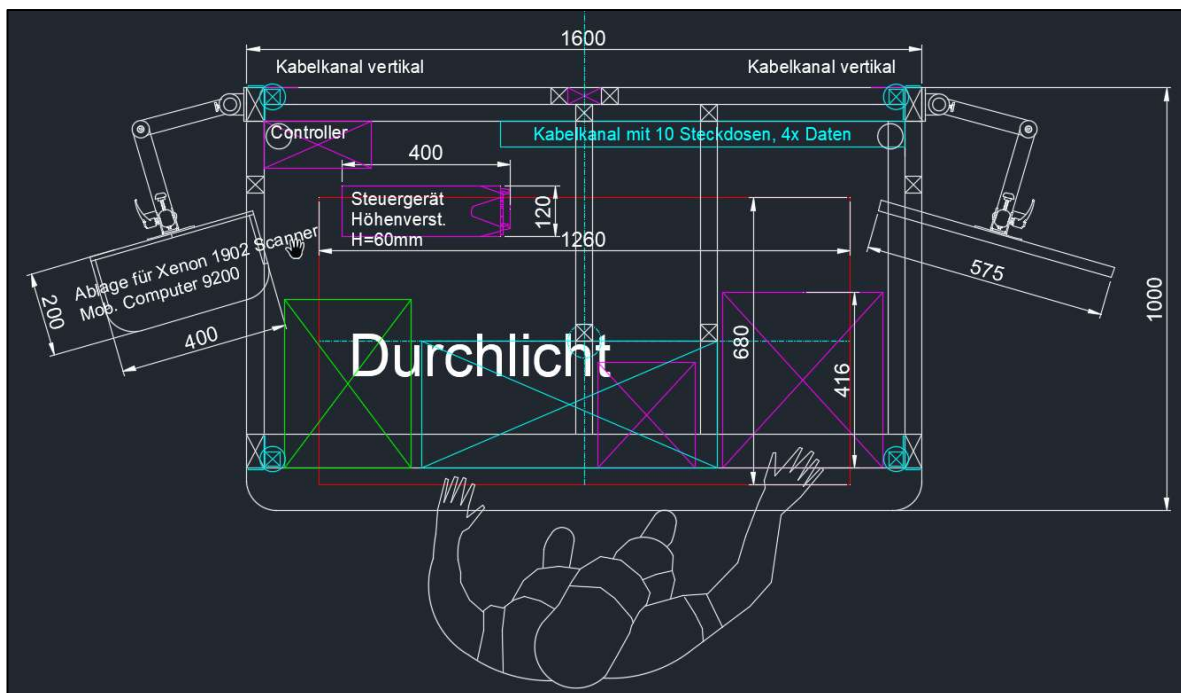 1600
Kabelkanal vertikal
Kabelkanal vertikal
Controller
Kabelkanal mit 10 Steckdosen, 4x Daten
400
Steuergerät
Höhenverst.
H=60mm
120
1260
Ablage für Xenon 1902 Scanner
Mob. Computer 9200
200
400
575
1000
Durchlicht
680
416